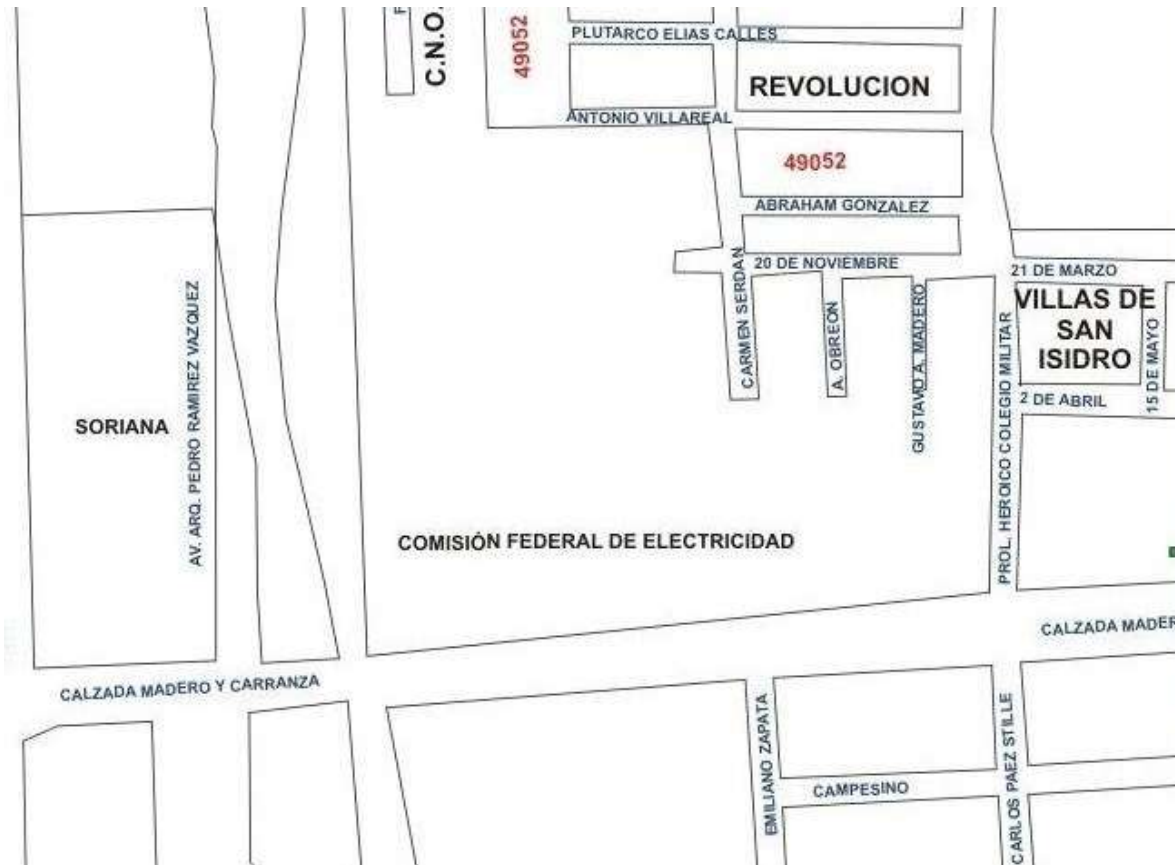 C.N.O.
49052
PLUTARCO ELIAS CALLES
REVOLUCION
ANTONIO VILLAREAL
49052
ABRAHAM GONZALEZ
20 DE NOVIEMBRE
21 DE MARZO
VILLAS DE
SAN
ISIDRO
CARMEN SERDAN
A. OBREON
GUSTAVO A. MADERO
PROL. HEROICO COLEGIO MILITAR
15 DE MAYO
2 DE ABRIL
SORIANA
AV. ARQ. PEDRO RAMIREZ VAZQUEZ
COMISIÓN FEDERAL DE ELECTRICIDAD
CALZADA MADER
CALZADA MADERO Y CARRANZA
EMILIANO ZAPATA
CAMPESINO
CARLOS PAEZ STILLE